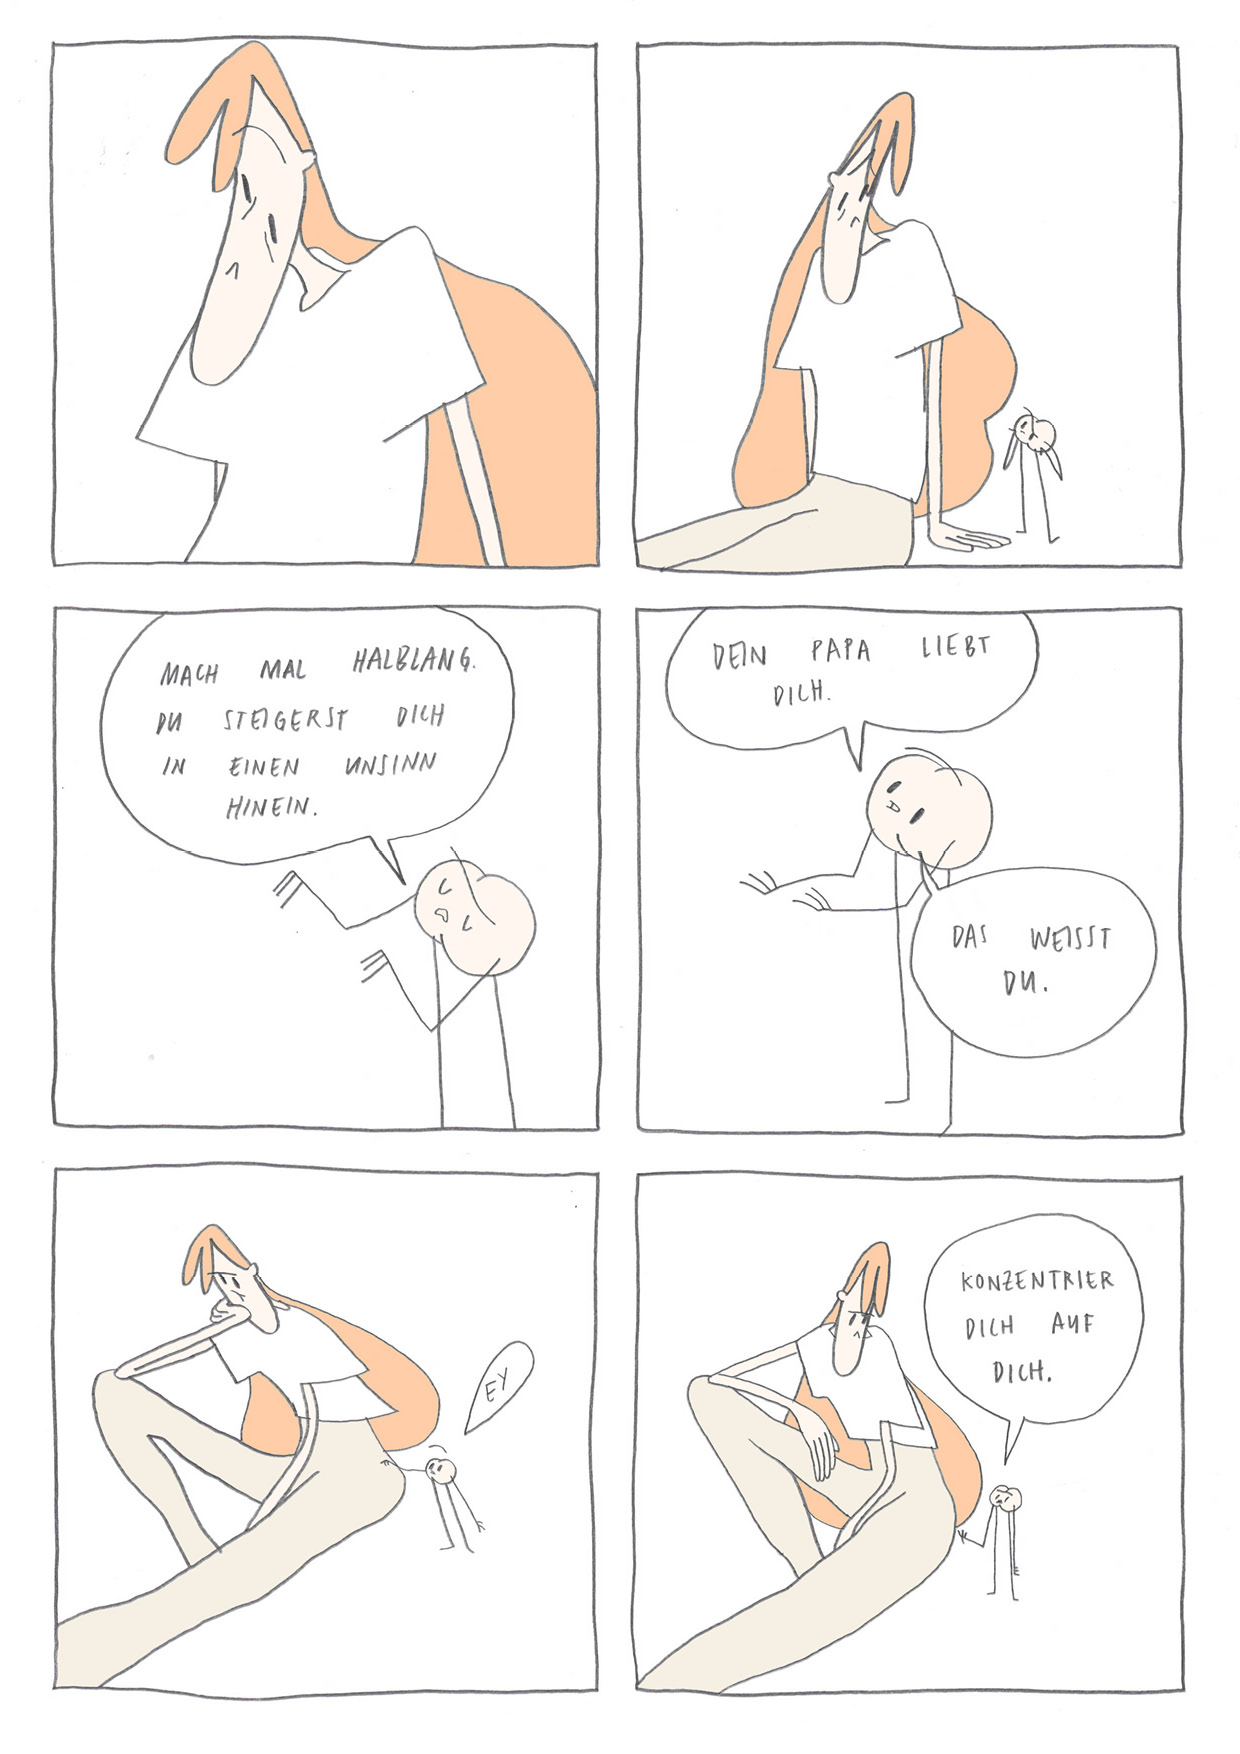 MACH MAL HALBLANG.
DU STEIGERST DICH
IN EINEN UNSINN
HINEIN.
DEIN PAPA LIEBT
DICH.
DAS WEISST
DU.
EY
KONZENTRIER
DICH AUF
DICH.